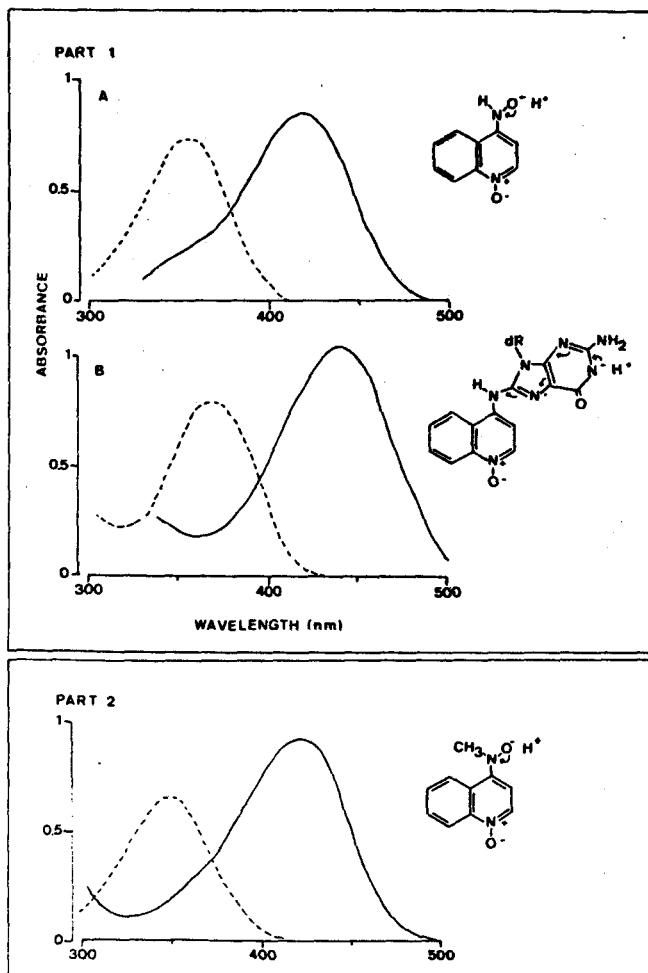 PART 1
A
1
0.5
0
300
400
500
H
N
O⁻ H⁺
N⁺
O⁻
ABSORBANCE
B
1
0.5
0
300
400
500
WAVELENGTH (nm)
dR
N
N
NH₂
N⁻ H⁺
N
O
H
N
N⁺
O⁻
PART 2
1
0.5
0
300
400
500
CH₃
N
O⁻ H⁺
N⁺
O⁻